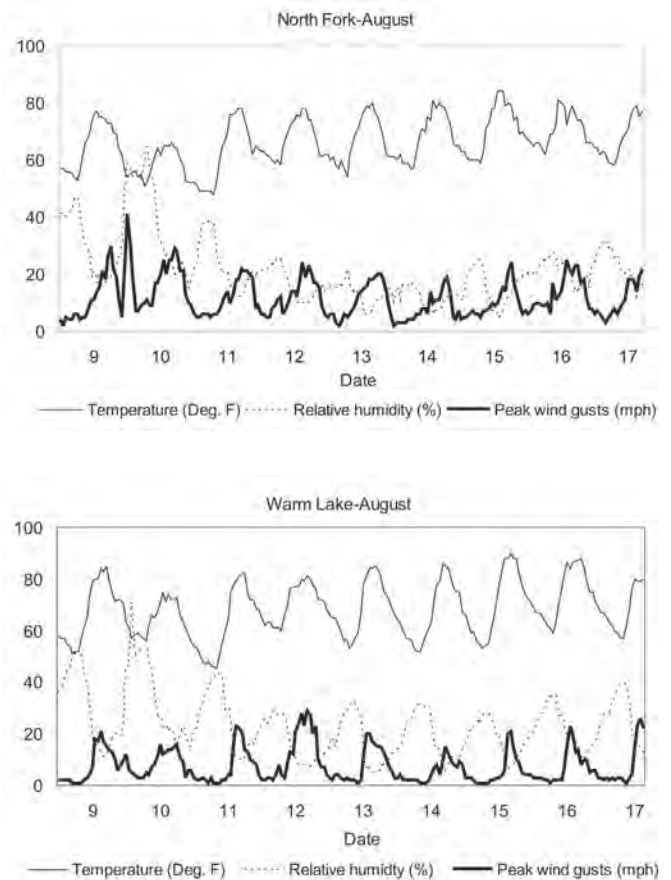 North Fork-August
100
80
60
40
20
0
9 10 11 12 13 14 15 16 17
Date
Temperature (Deg. F) Relative humidity (%) Peak wind gusts (mph)
Warm Lake-August
100
80
60
40
20
0
9 10 11 12 13 14 15 16 17
Date
Temperature (Deg. F) Relative humidity (%) Peak wind gusts (mph)